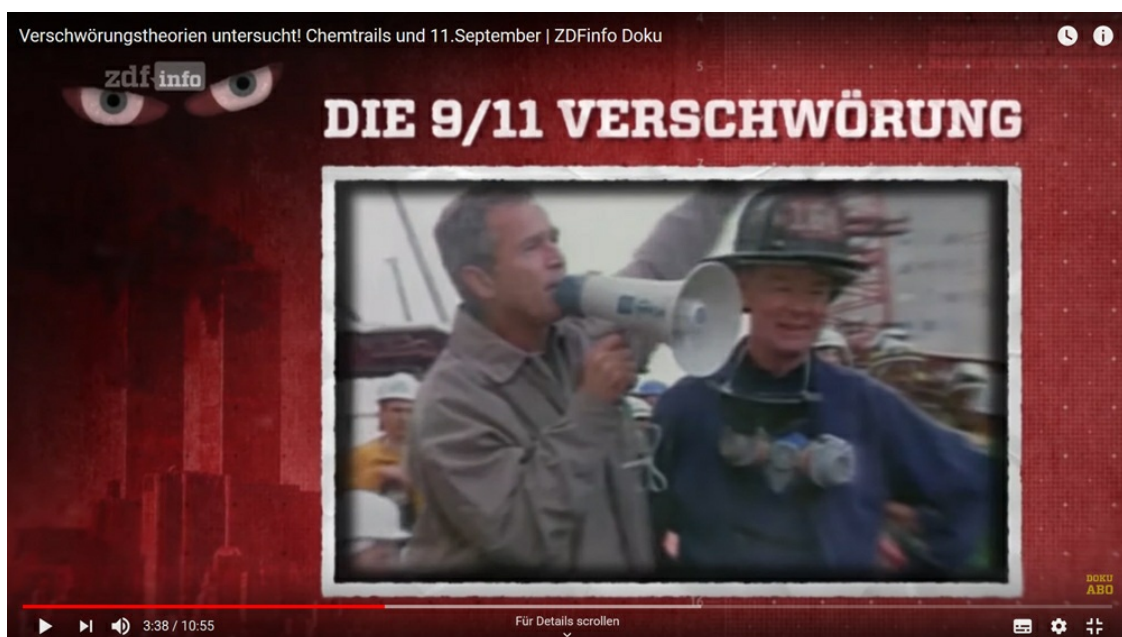 Verschwörungstheorien untersucht! Chemtrails und 11.September | ZDFinfo Doku
zdf info
DIE 9/11 VERSCHWÖRUNG
DOKU
ABO
3:38 / 10:55
Für Details scrollen